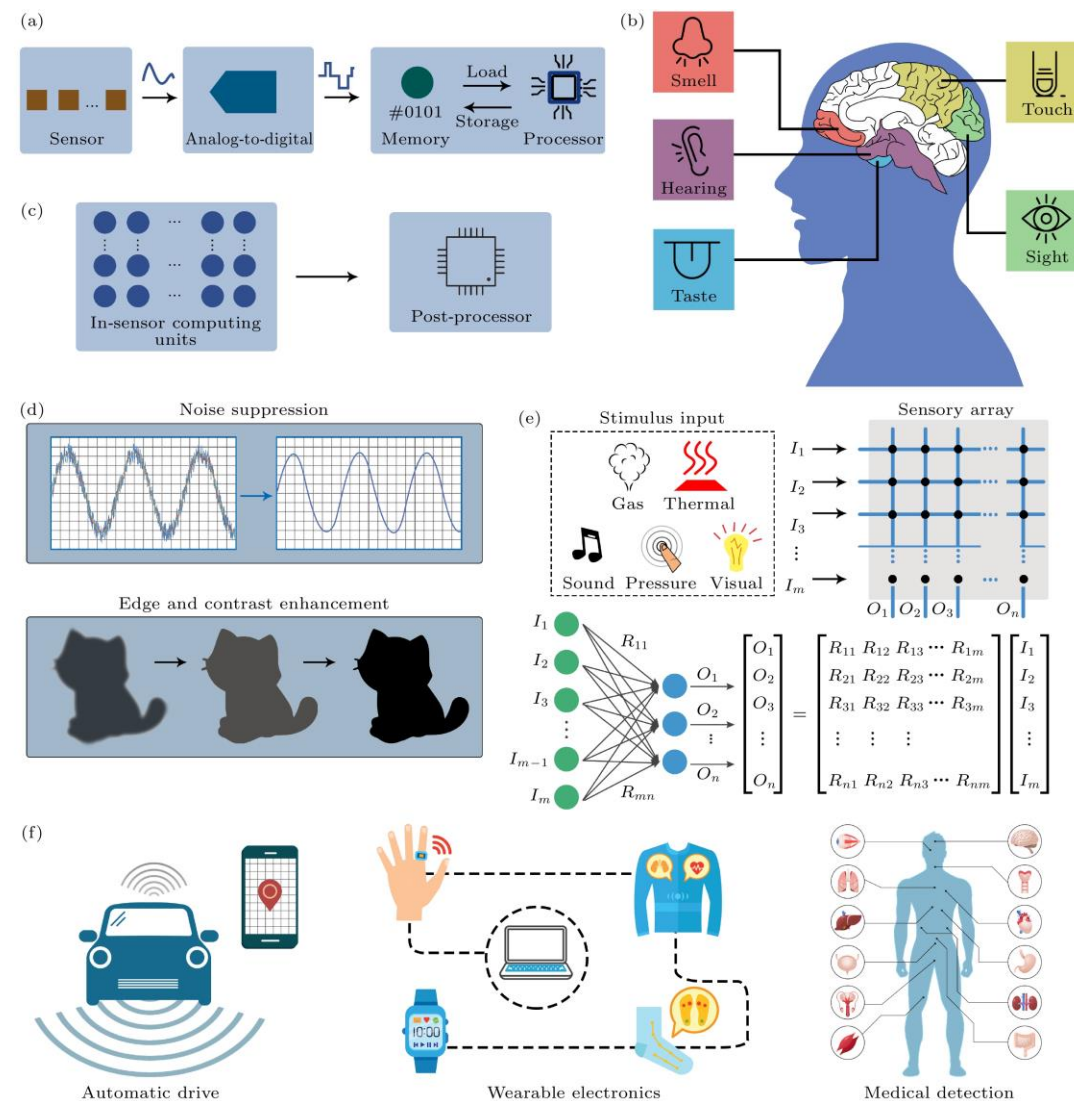 (a)
Sensor
Analog-to-digital
#0101
Memory
Load
Storage
Processor
(b)
Smell
Hearing
Taste
Touch
Sight
(c)
In-sensor computing
units
Post-processor
(d)
Noise suppression
Edge and contrast enhancement
(e)
Stimulus input
Gas
Thermal
Sound
Pressure
Visual
Sensory array
I₁
I₂
I₃
⋮
Iₘ
O₁ O₂ O₃ Oₙ
I₁
I₂
I₃
⋮
Iₘ₋₁
Iₘ
R₁₁
Rₘₙ
O₁
O₂
⋮
Oₙ
O₁
O₂
O₃
⋮
Oₙ
=
R₁₁ R₁₂ R₁₃ ⋯ R₁ₘ
R₂₁ R₂₂ R₂₃ ⋯ R₂ₘ
R₃₁ R₃₂ R₃₃ ⋯ R₃ₘ
⋮ ⋮ ⋮
Rₙ₁ Rₙ₂ Rₙ₃ ⋯ Rₙₘ
I₁
I₂
I₃
⋮
Iₘ
(f)
10:00
Automatic drive
Wearable electronics
Medical detection